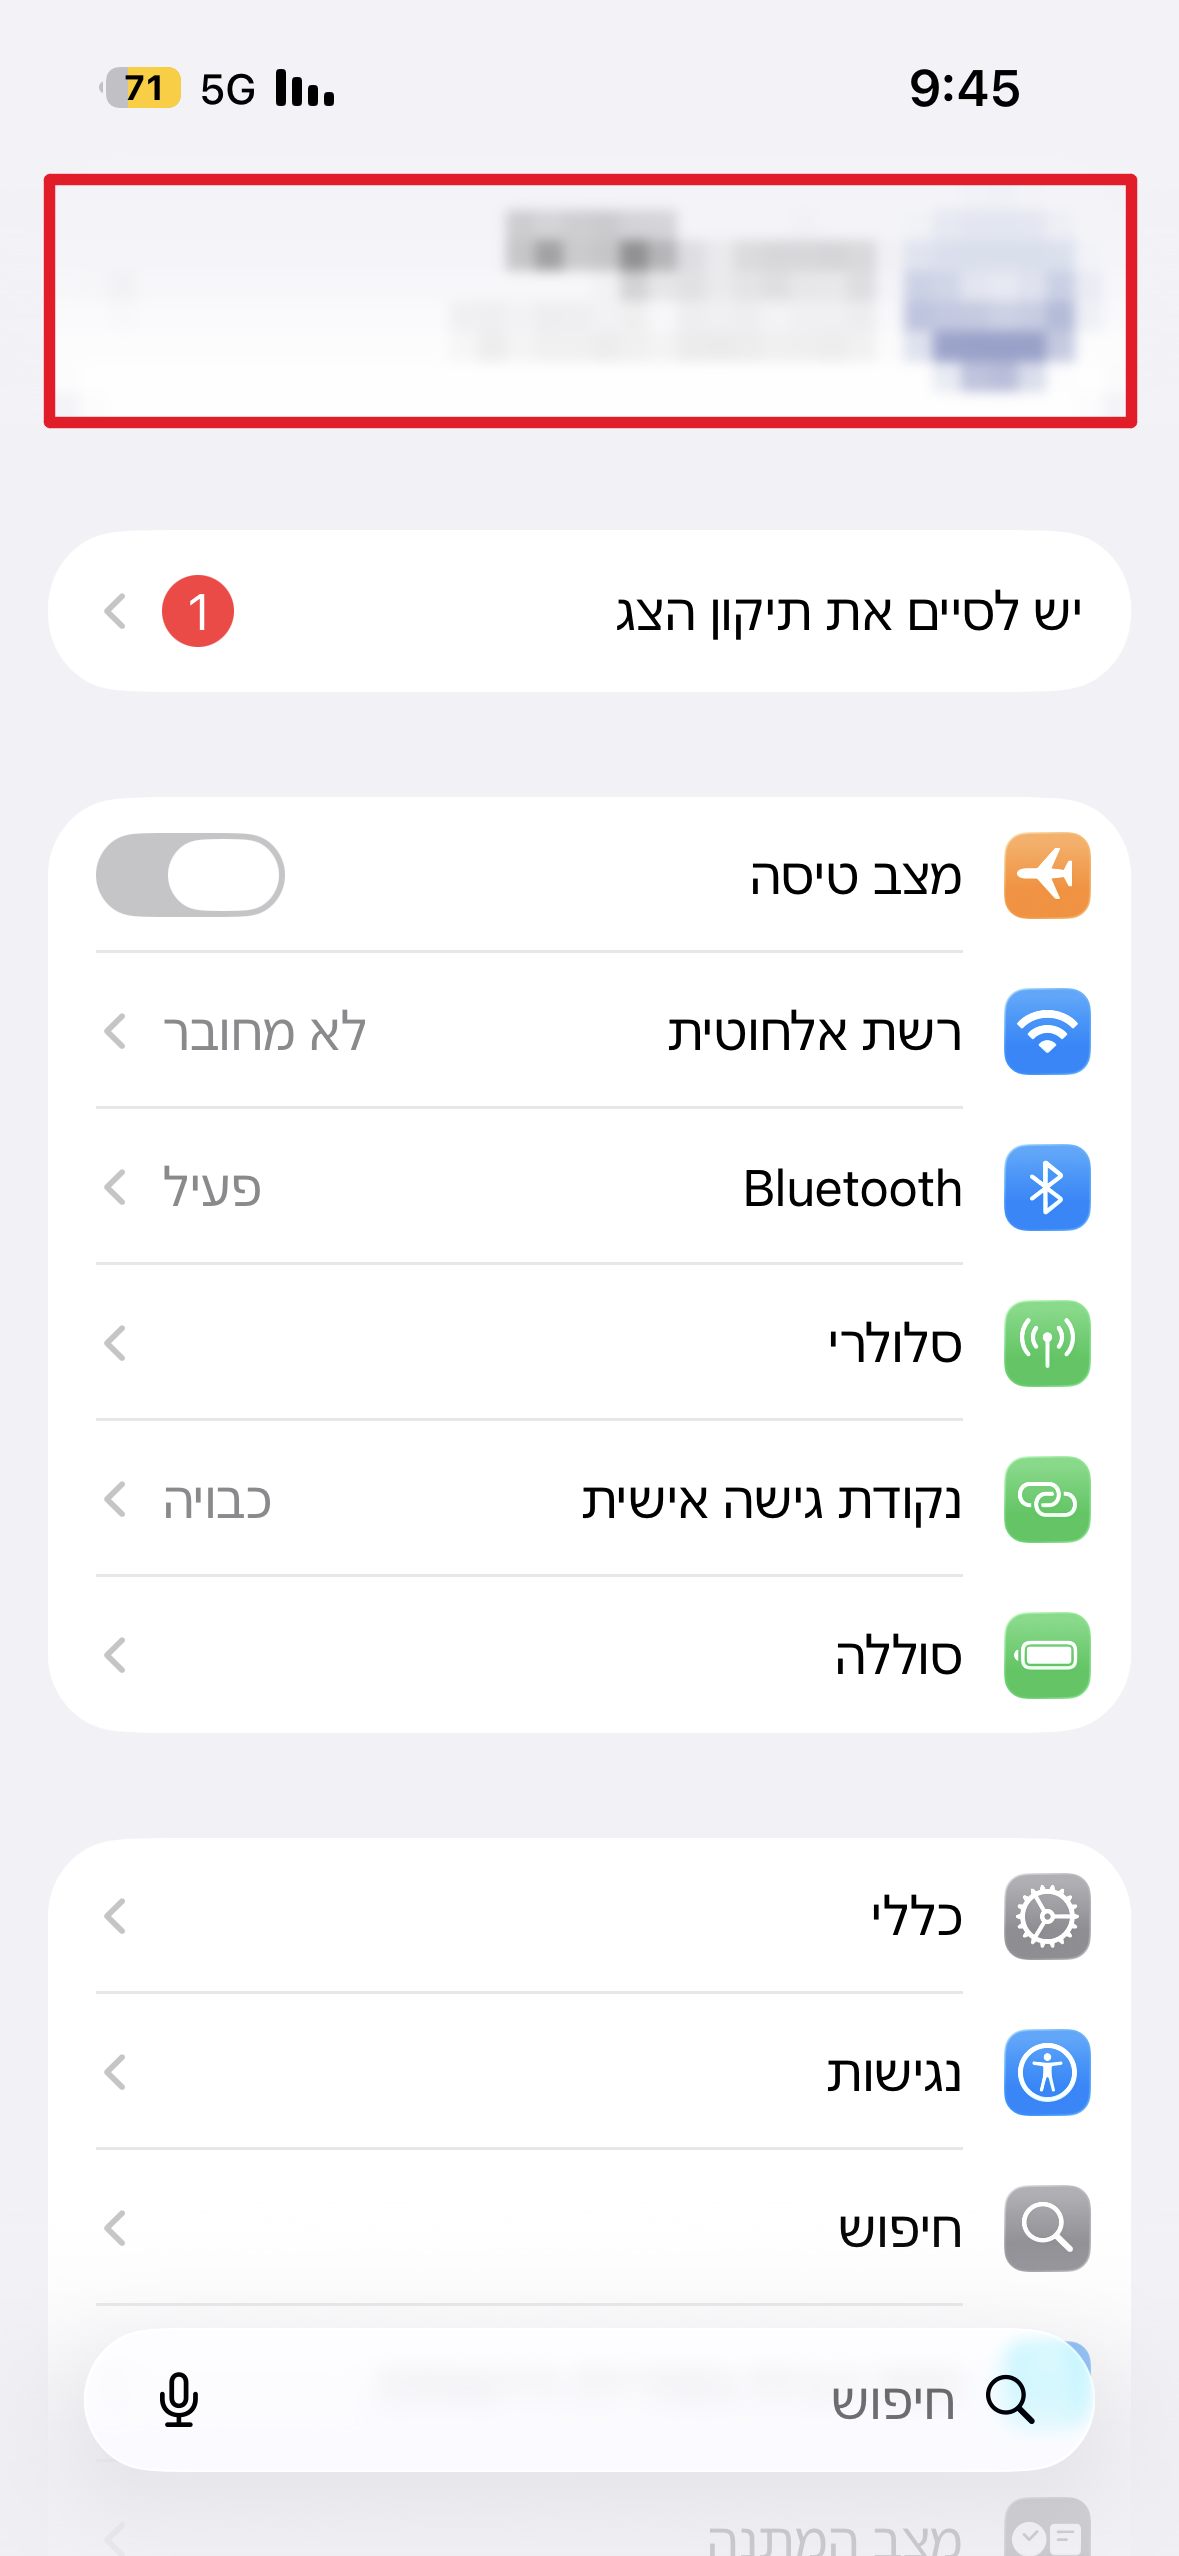 9:45
5G
71
יש לסיים את תיקון הצג
1
מצב טיסה
רשת אלחוטית
לא מחובר
Bluetooth
פעיל
סלולרי
נקודת גישה אישית
כבויה
סוללה
כללי
נגישות
חיפוש
חיפוש
מצב המתנה